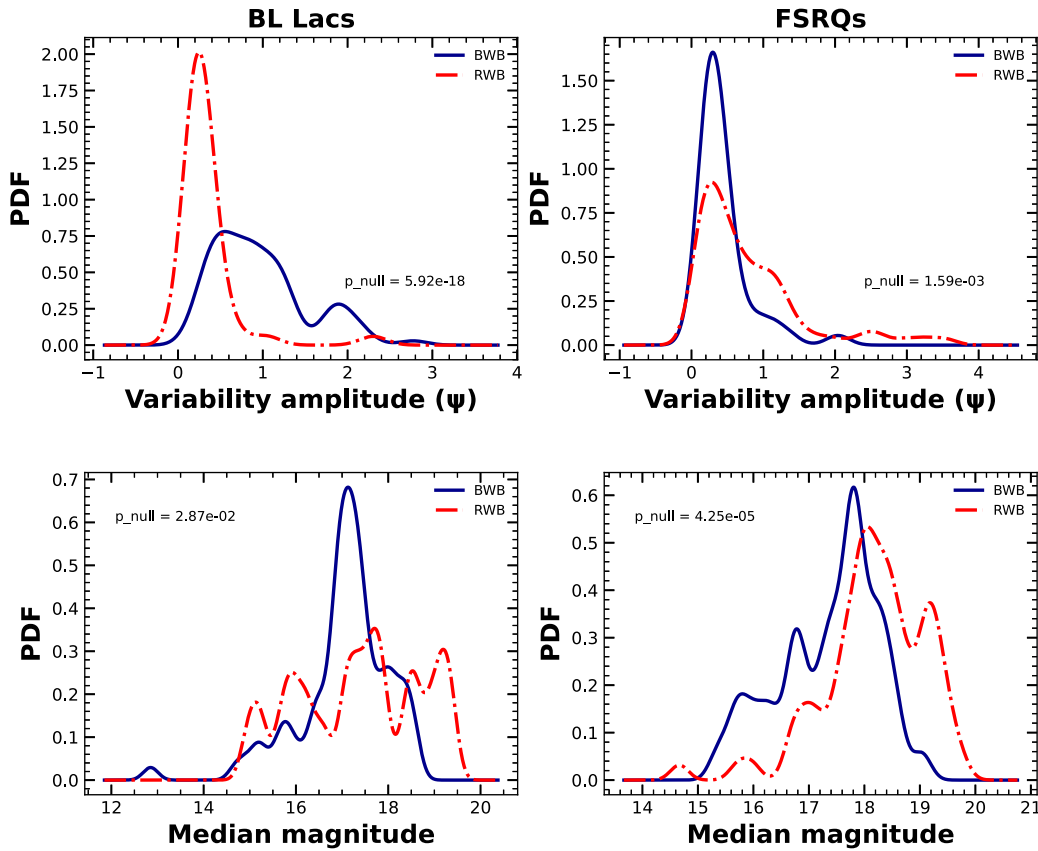 BL Lacs
FSRQs
BWB
RWB
2.00
1.75
1.50
1.25
1.00
0.75
0.50
0.25
0.00
PDF
p_null = 5.92e-18
−1 0 1 2 3 4
Variability amplitude (ψ)
BWB
RWB
1.50
1.25
1.00
0.75
0.50
0.25
0.00
PDF
p_null = 1.59e-03
−1 0 1 2 3 4
Variability amplitude (ψ)
BWB
RWB
p_null = 2.87e-02
0.7
0.6
0.5
0.4
0.3
0.2
0.1
0.0
PDF
12 14 16 18 20
Median magnitude
BWB
RWB
p_null = 4.25e-05
0.6
0.5
0.4
0.3
0.2
0.1
0.0
PDF
14 15 16 17 18 19 20 21
Median magnitude